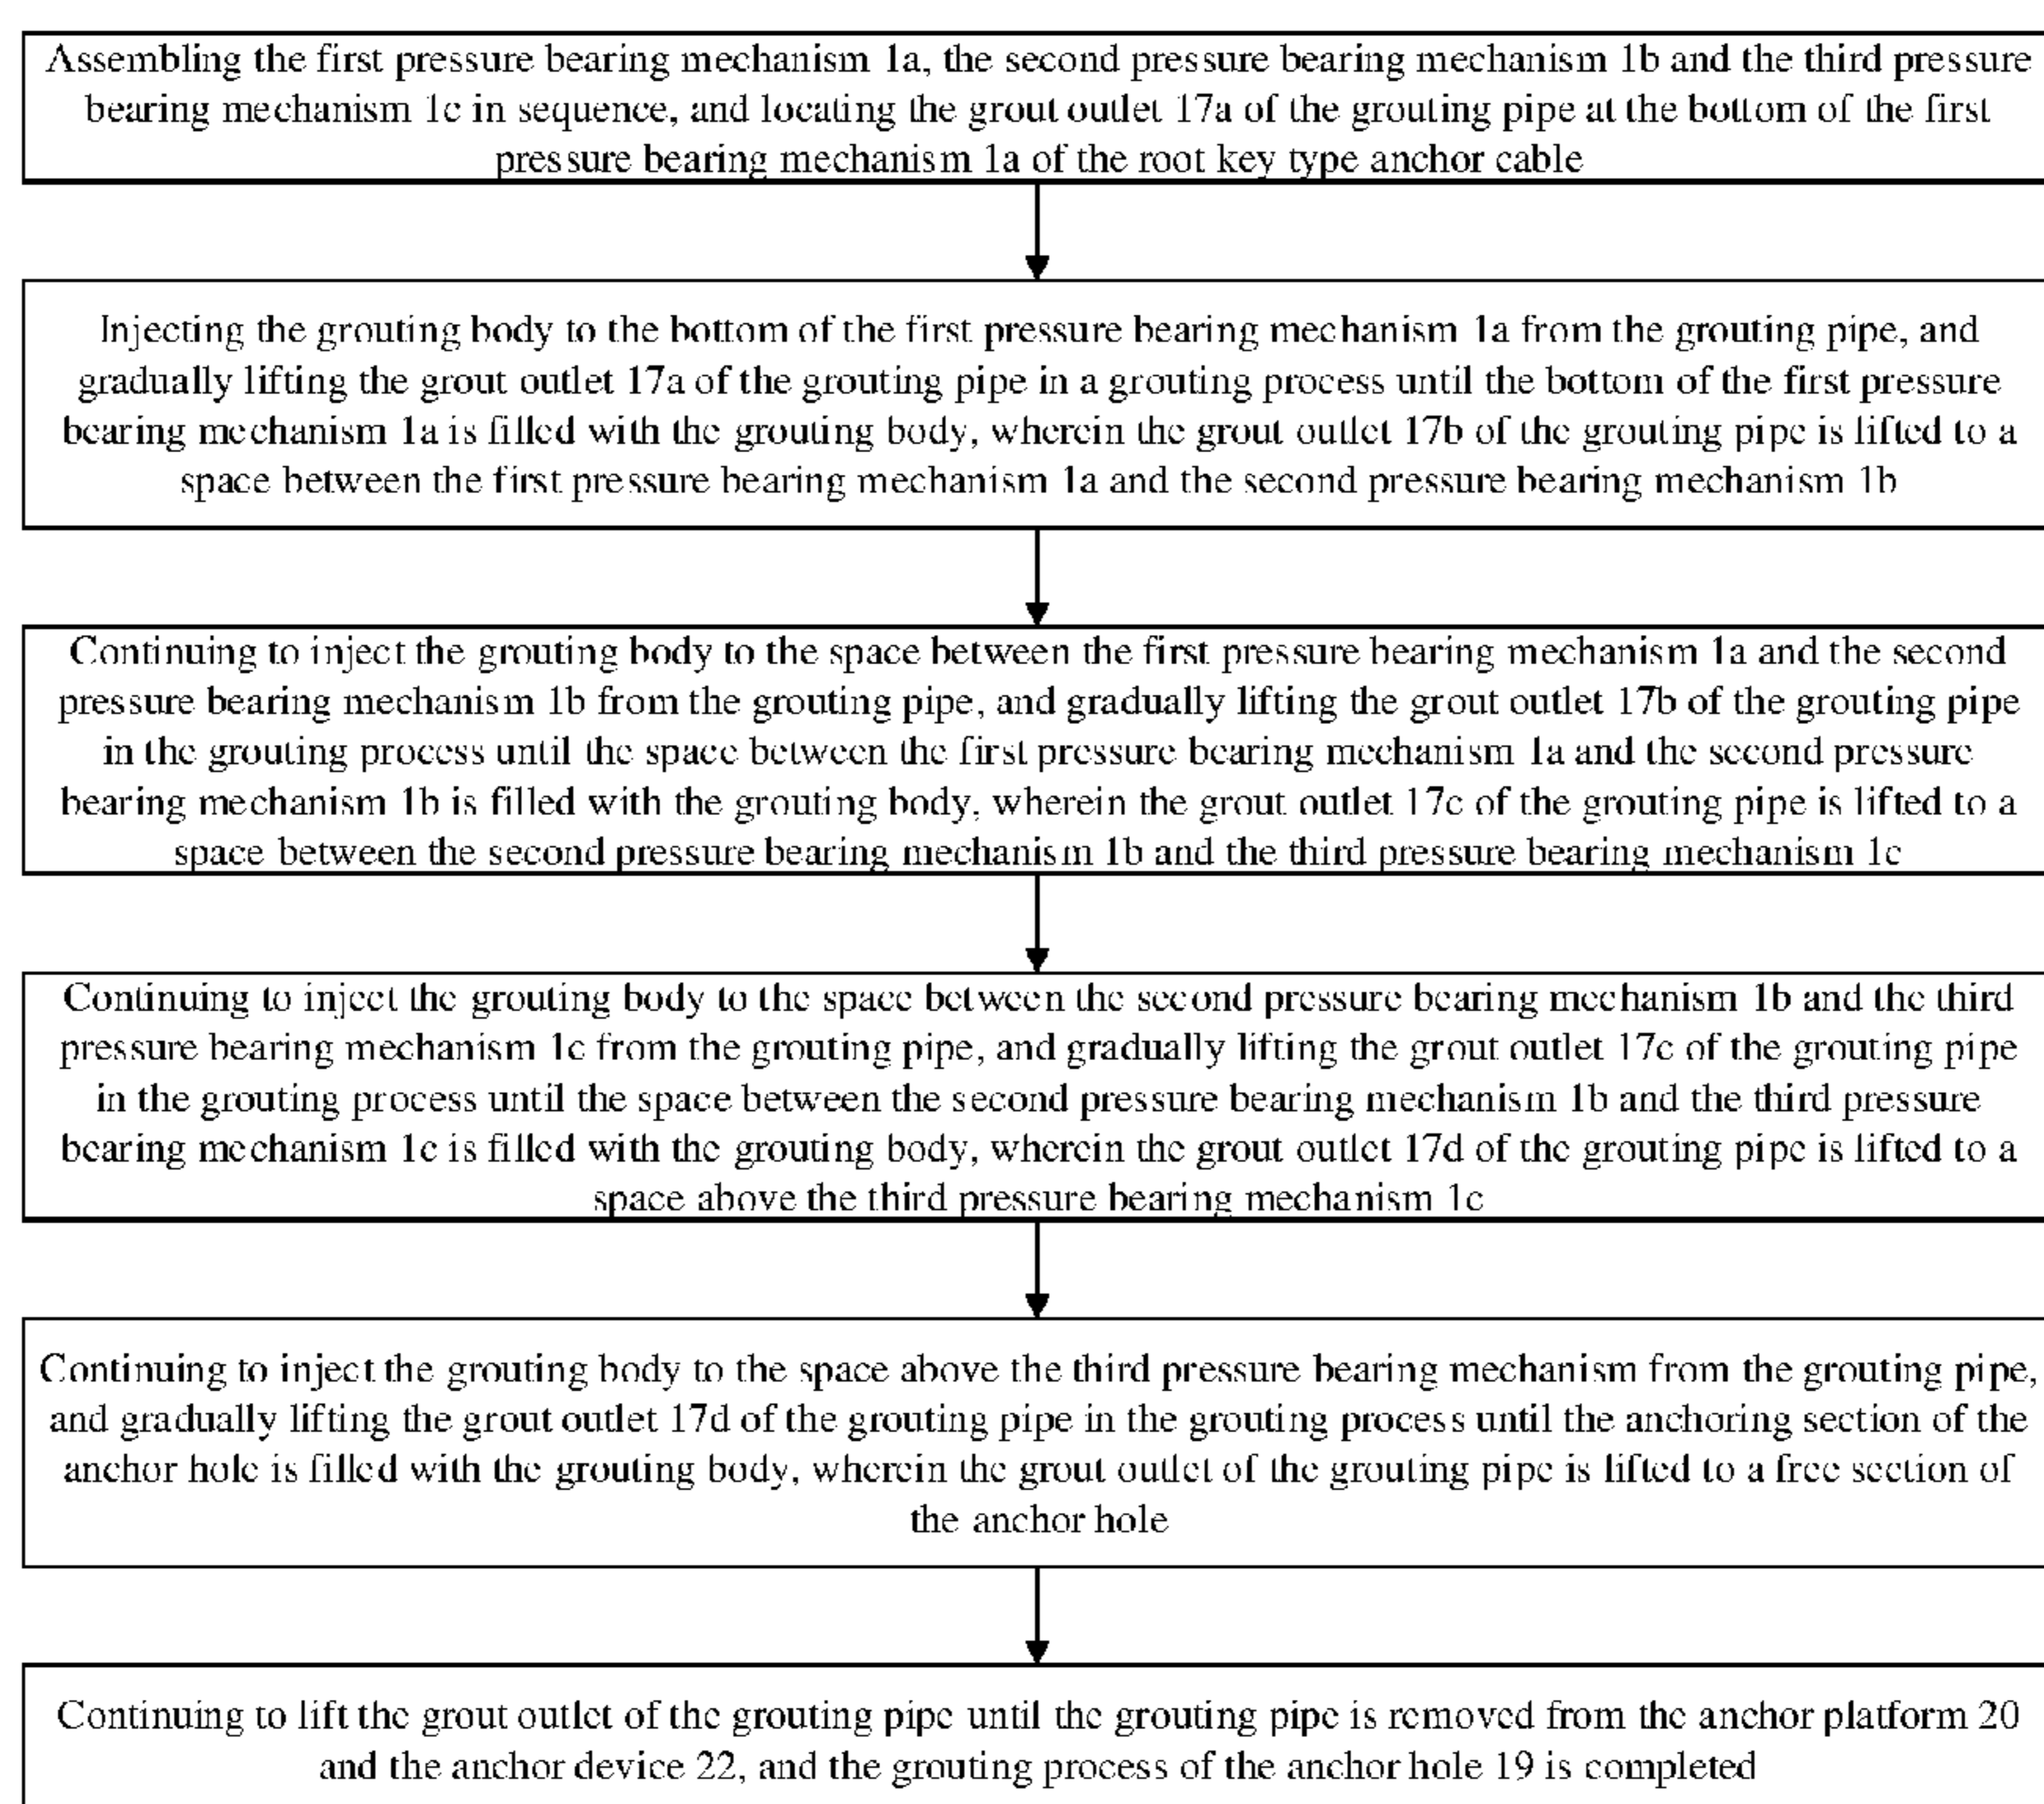 Assembling the first pressure bearing mechanism 1a, the second pressure bearing mechanism 1b and the third pressure
bearing mechanism 1c in sequence, and locating the grout outlet 17a of the grouting pipe at the bottom of the first
pressure bearing mechanism 1a of the root key type anchor cable
Injecting the grouting body to the bottom of the first pressure bearing mechanism 1a from the grouting pipe, and
gradually lifting the grout outlet 17a of the grouting pipe in a grouting process until the bottom of the first pressure
bearing mechanism 1a is filled with the grouting body, wherein the grout outlet 17b of the grouting pipe is lifted to a
space between the first pressure bearing mechanism 1a and the second pressure bearing mechanism 1b
Continuing to inject the grouting body to the space between the first pressure bearing mechanism 1a and the second
pressure bearing mechanism 1b from the grouting pipe, and gradually lifting the grout outlet 17b of the grouting pipe
in the grouting process until the space between the first pressure bearing mechanism 1a and the second pressure
bearing mechanism 1b is filled with the grouting body, wherein the grout outlet 17c of the grouting pipe is lifted to a
space between the second pressure bearing mechanism 1b and the third pressure bearing mechanism 1c
Continuing to inject the grouting body to the space between the second pressure bearing mechanism 1b and the third
pressure bearing mechanism 1c from the grouting pipe, and gradually lifting the grout outlet 17c of the grouting pipe
in the grouting process until the space between the second pressure bearing mechanism 1b and the third pressure
bearing mechanism 1c is filled with the grouting body, wherein the grout outlet 17d of the grouting pipe is lifted to a
space above the third pressure bearing mechanism 1c
Continuing to inject the grouting body to the space above the third pressure bearing mechanism from the grouting pipe,
and gradually lifting the grout outlet 17d of the grouting pipe in the grouting process until the anchoring section of the
anchor hole is filled with the grouting body, wherein the grout outlet of the grouting pipe is lifted to a free section of
the anchor hole
Continuing to lift the grout outlet of the grouting pipe until the grouting pipe is removed from the anchor platform 20
and the anchor device 22, and the grouting process of the anchor hole 19 is completed